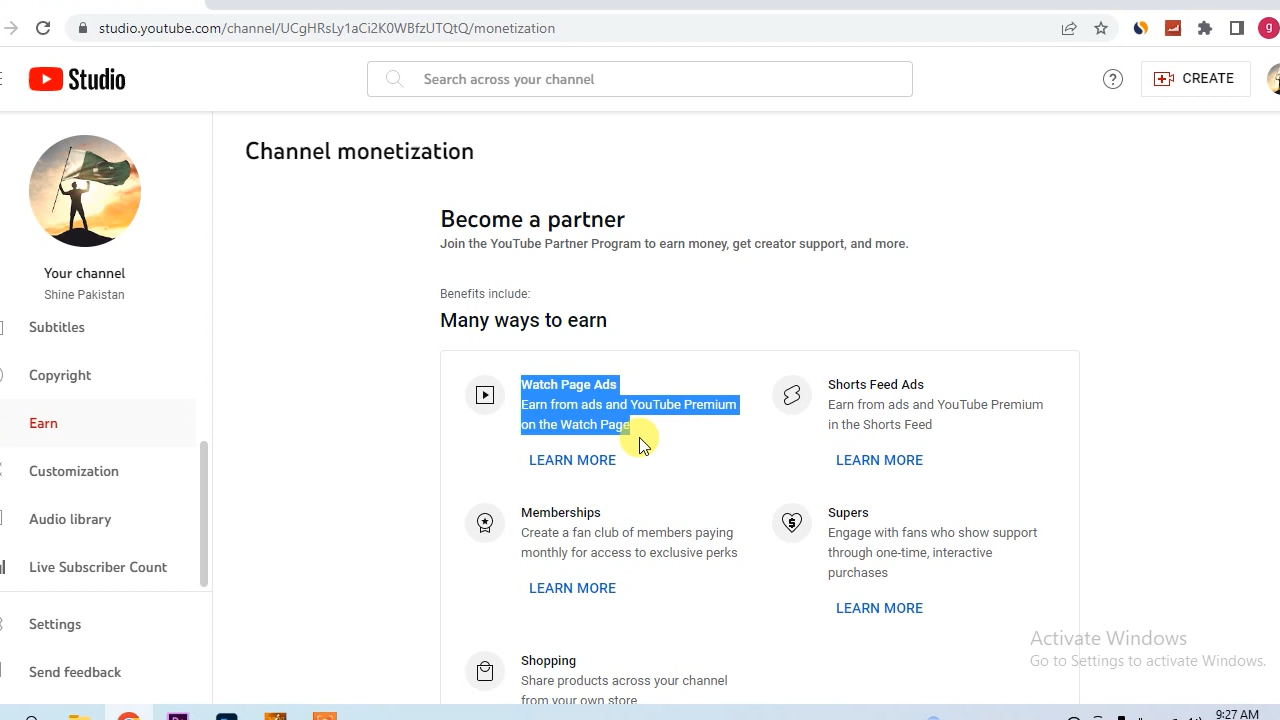 studio.youtube.com/channel/UCgHRsLy1aCi2K0WBfzUTQtQ/monetization
g
Studio
Search across your channel
CREATE
Channel monetization
Become a partner
Join the YouTube Partner Program to earn money, get creator support, and more.
Your channel
Shine Pakistan
Subtitles
Copyright
Earn
Customization
Audio library
Live Subscriber Count
Settings
Send feedback
Benefits include:
Many ways to earn
Watch Page Ads
Earn from ads and YouTube Premium
on the Watch Page
LEARN MORE
Shorts Feed Ads
Earn from ads and YouTube Premium
in the Shorts Feed
LEARN MORE
Memberships
Create a fan club of members paying
monthly for access to exclusive perks
LEARN MORE
Supers
Engage with fans who show support
through one-time, interactive
purchases
LEARN MORE
Shopping
Share products across your channel
from your own store
Activate Windows
Go to Settings to activate Windows.
9:27 AM